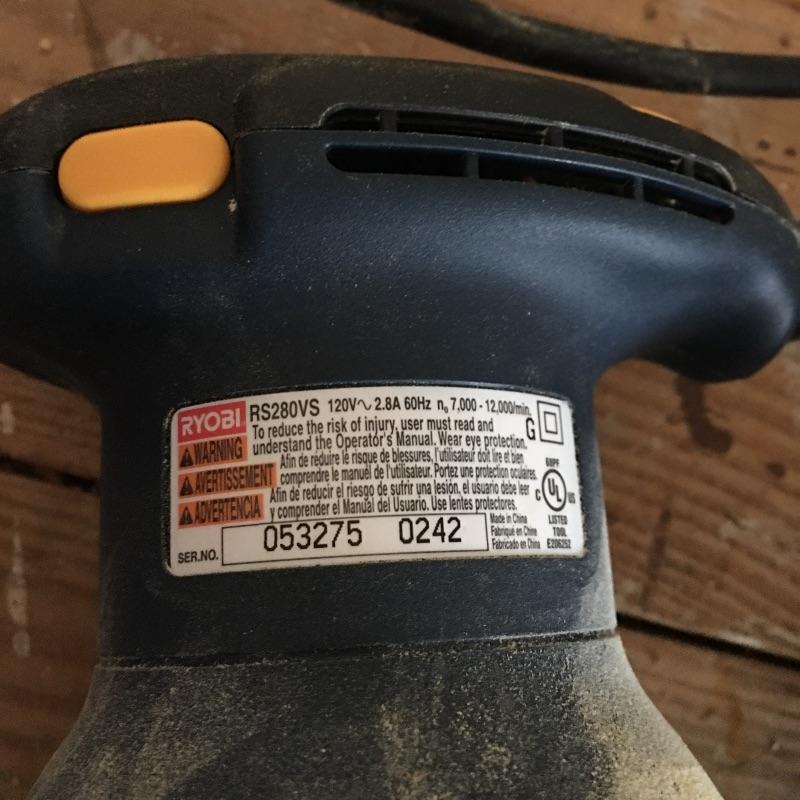 RYOBI RS280VS 120V~ 2.8A 60Hz n₀ 7,000 - 12,000/min.
G
⚠WARNING To reduce the risk of injury, user must read and
understand the Operator's Manual. Wear eye protection.
⚠AVERTISSEMENT Afin de réduire le risque de blessures, l'utilisateur doit lire et bien
comprendre le manuel de l'utilisateur. Portez une protection oculaires.
⚠ADVERTENCIA Afin de reducir el riesgo de sufrir una lesión, el usuario debe leer
y comprender el Manual del Usuario. Use lentes protectores.
68PF
C UL US
LISTED
TOOL
E206252
Made in China
Fabriqué en Chine
Fabricado en China
SER.NO. 053275 0242